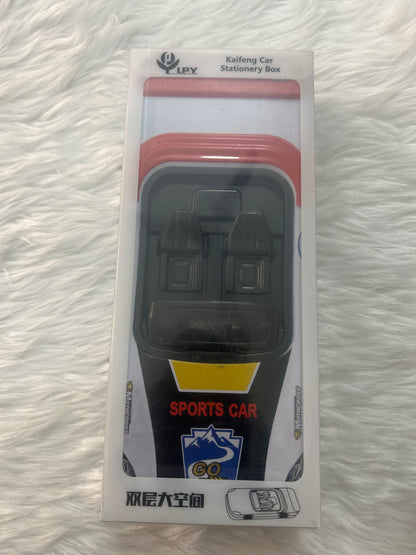 LPY
Kaifeng Car
Stationery Box
SPORTS CAR
GO
双层大空间